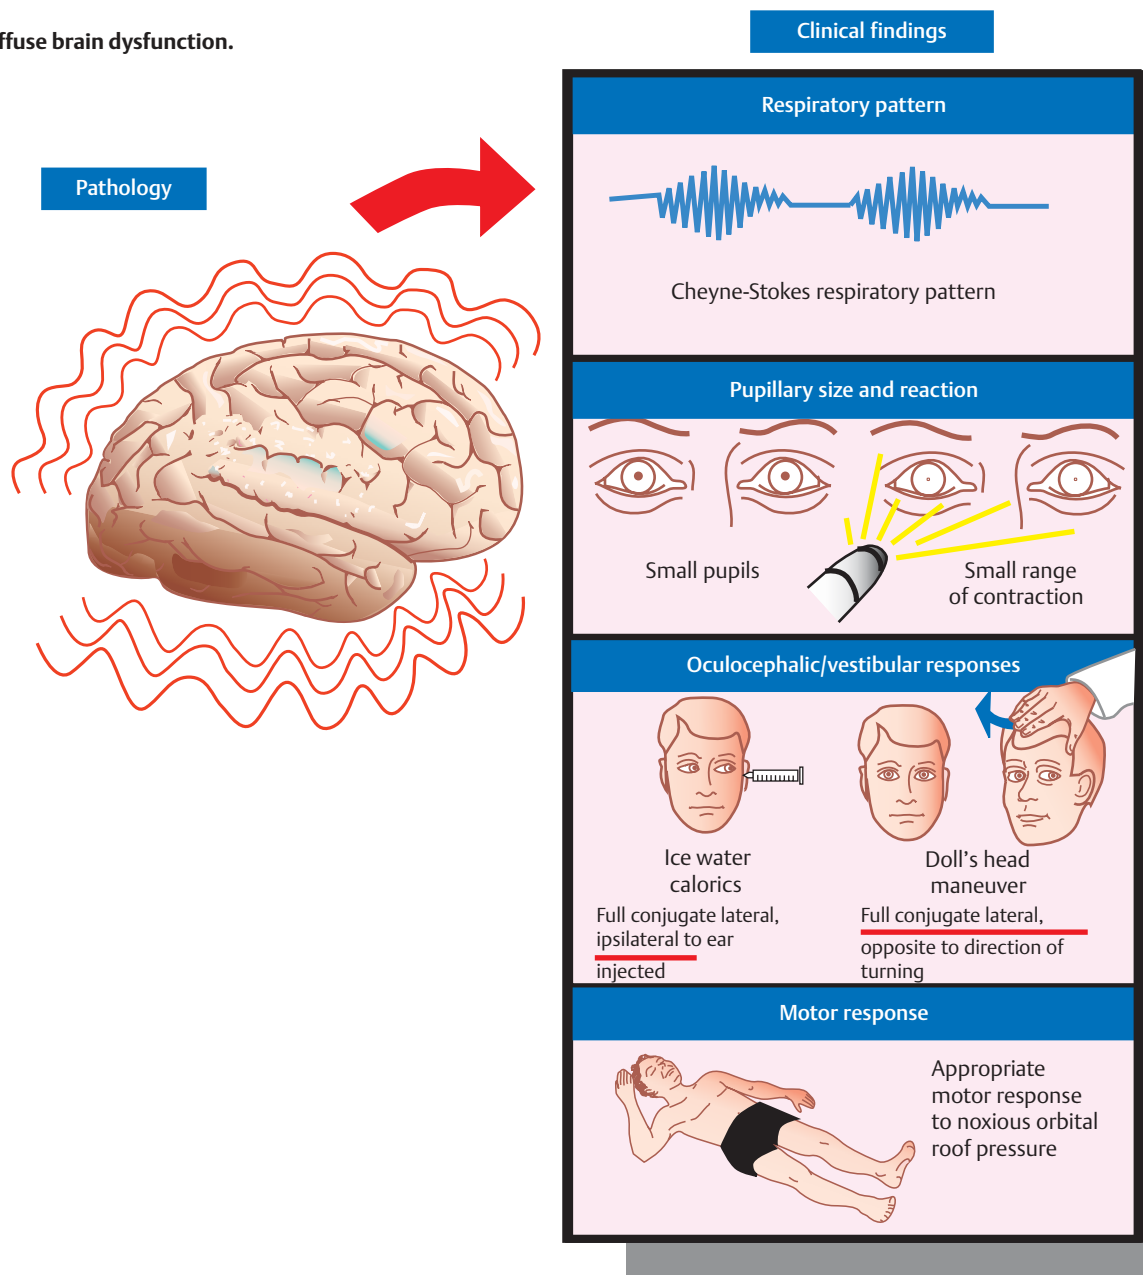 ffuse brain dysfunction.
Clinical findings
Pathology
Respiratory pattern
Cheyne-Stokes respiratory pattern
Pupillary size and reaction
Small pupils
Small range
of contraction
Oculocephalic/vestibular responses
Ice water
calorics
Full conjugate lateral,
ipsilateral to ear
injected
Doll's head
maneuver
Full conjugate lateral,
opposite to direction of
turning
Motor response
Appropriate
motor response
to noxious orbital
roof pressure